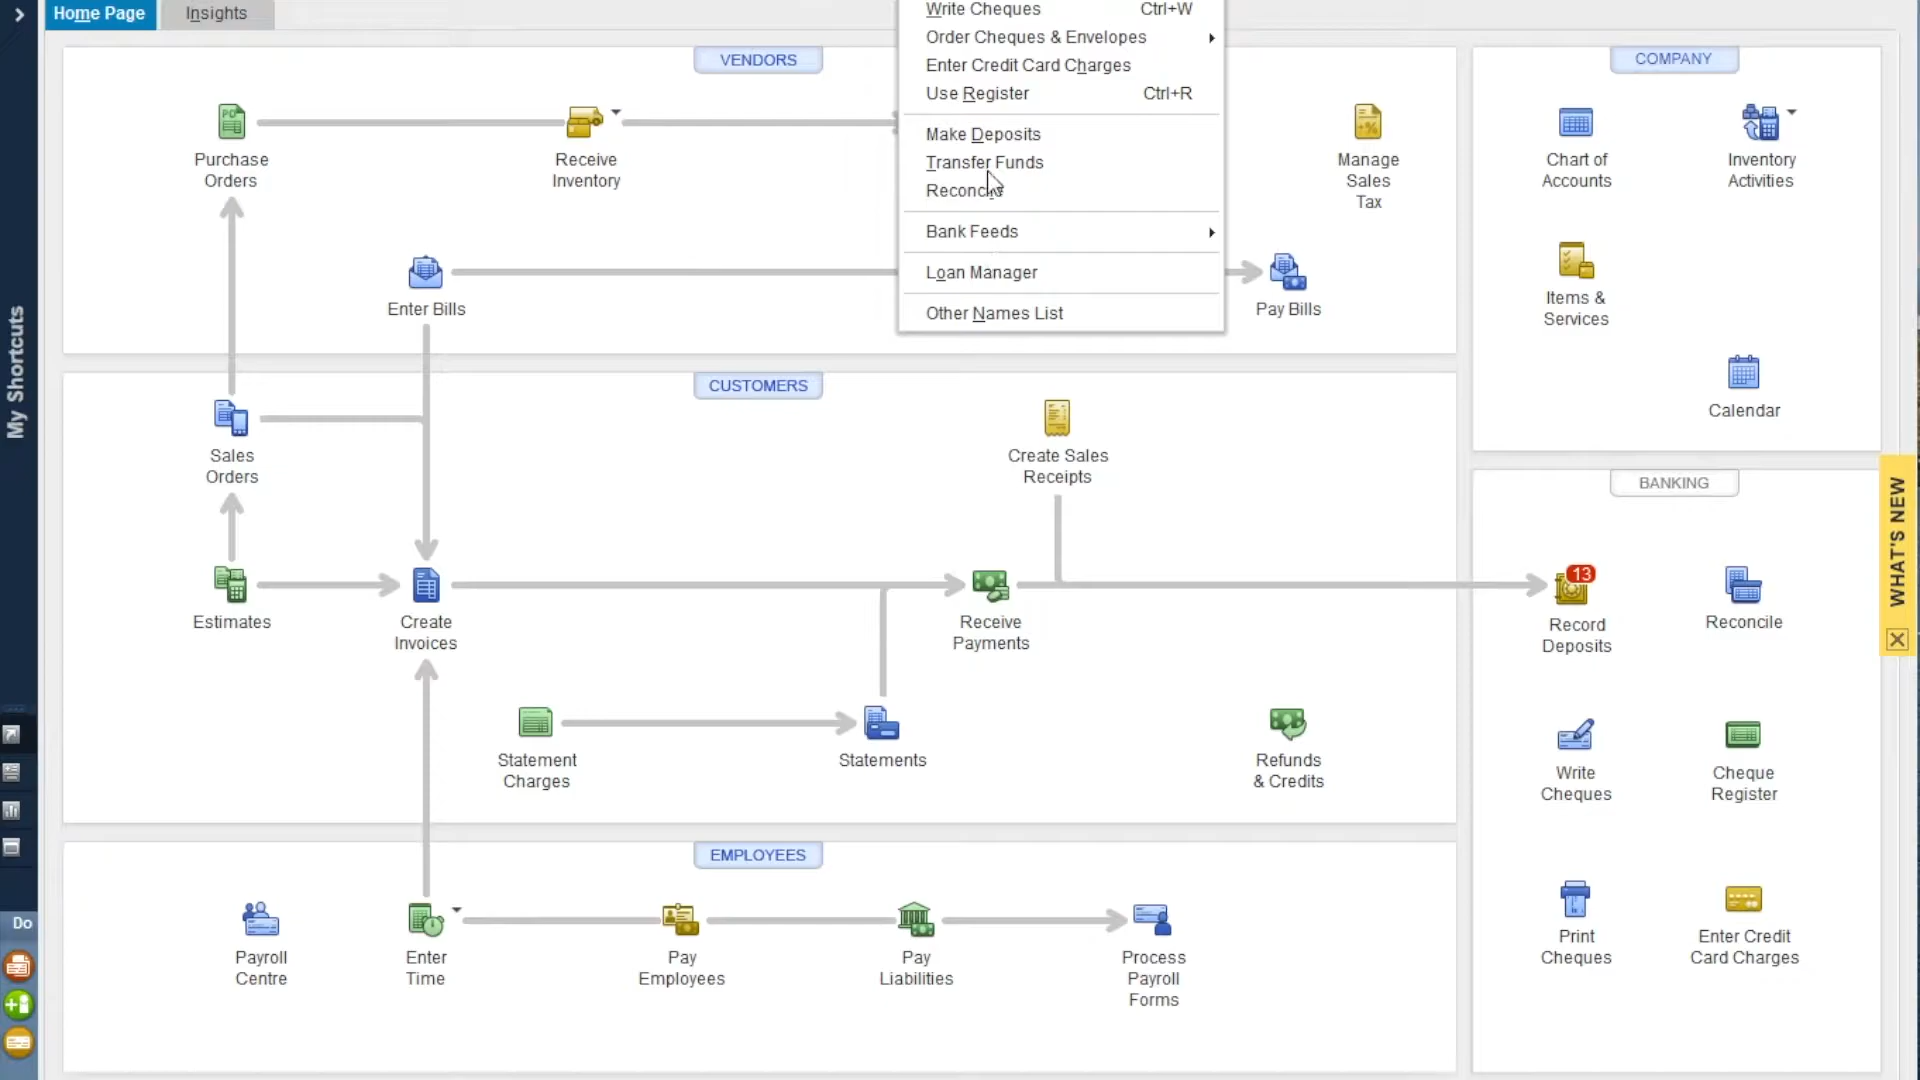 Home Page
Insights
Write Cheques Ctrl+W
Order Cheques & Envelopes
Enter Credit Card Charges
Use Register Ctrl+R
Make Deposits
Transfer Funds
Reconcile
Bank Feeds
Loan Manager
Other Names List
My Shortcuts
Do
VENDORS
Purchase
Orders
Receive
Inventory
Manage
Sales
Tax
Enter Bills
Pay Bills
CUSTOMERS
Sales
Orders
Create Sales
Receipts
Estimates
Create
Invoices
Receive
Payments
Statement
Charges
Statements
Refunds
& Credits
EMPLOYEES
Payroll
Centre
Enter
Time
Pay
Employees
Pay
Liabilities
Process
Payroll
Forms
COMPANY
Chart of
Accounts
Inventory
Activities
Items &
Services
Calendar
BANKING
13
Record
Deposits
Reconcile
Write
Cheques
Cheque
Register
Print
Cheques
Enter Credit
Card Charges
WHAT'S NEW